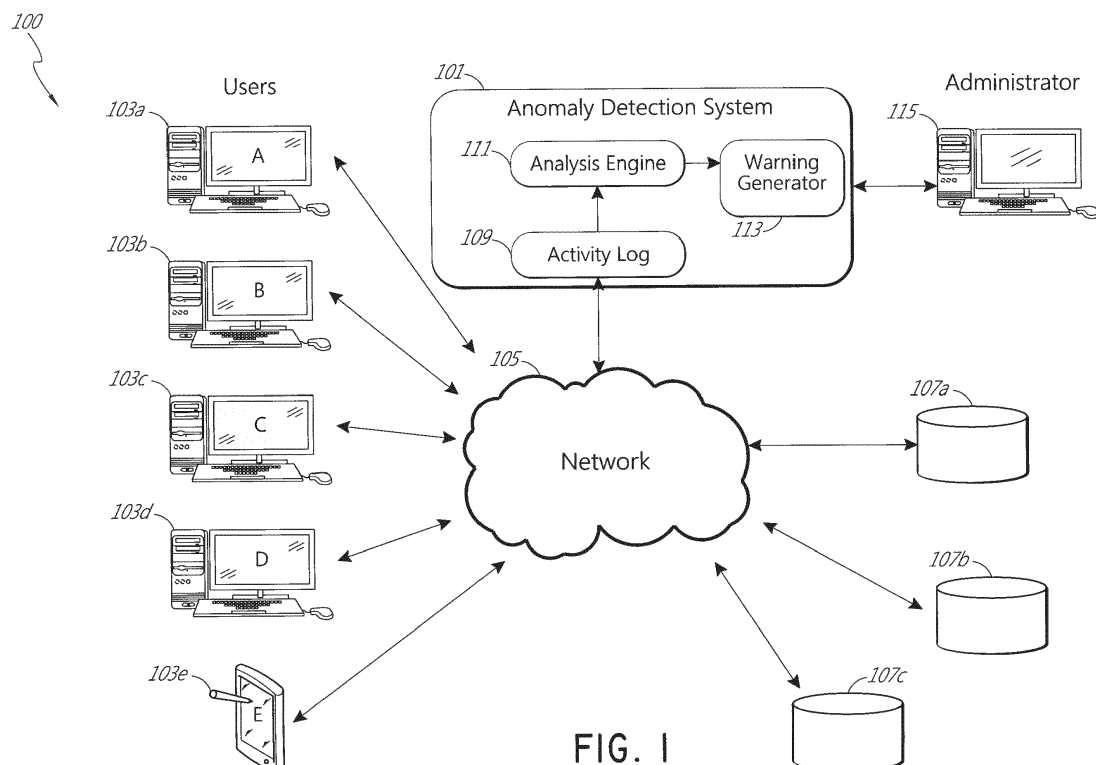 100
Users
101
Anomaly Detection System
Administrator
103a
A
111
Analysis Engine
Warning
Generator
113
115
109
Activity Log
103b
B
105
Network
103c
C
107a
103d
D
107b
103e
E
107c
FIG. 1